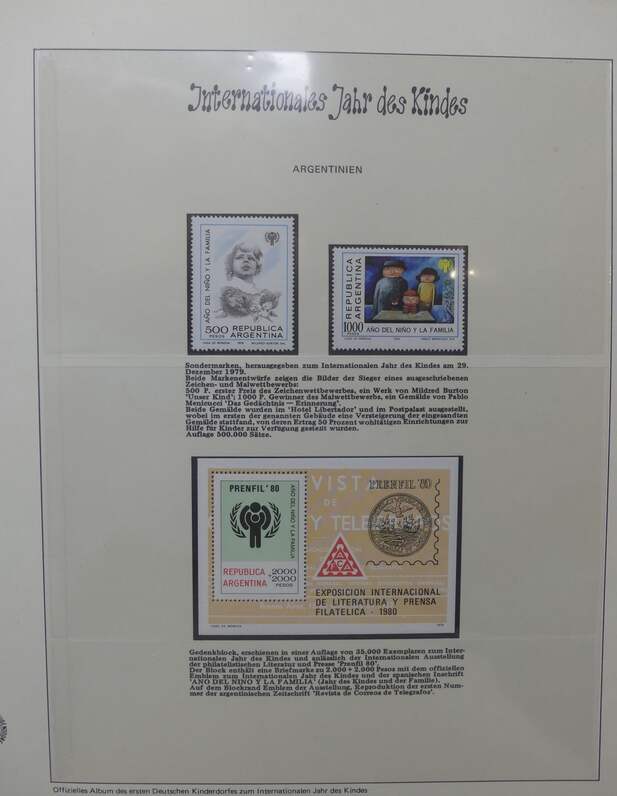 Internationales Jahr des Kindes
ARGENTINIEN
AÑO DEL NIÑO Y LA FAMILIA
500
PESOS
REPUBLICA
ARGENTINA
REPUBLICA
ARGENTINA
1000
PESOS
AÑO DEL NIÑO Y LA FAMILIA
Sondermarken, herausgegeben zum Internationalen Jahr des Kindes am 29.
Dezember 1979.
Beide Markenentwürfe zeigen die Bilder der Sieger eines ausgeschriebenen
Zeichen- und Malwettbewerbs:
500 P. erster Preis des Zeichenwettbewerbes, ein Werk von Mildred Burton
'Unser Kind'; 1000 P. Gewinner des Malwettbewerbs, ein Gemälde von Pablo
Menicucci 'Das Gedächtnis — Erinnerung'.
Beide Gemälde wurden im 'Hotel Libertador' und im Postpalast ausgestellt,
wobei im ersten der genannten Gebäude eine Versteigerung der eingesandten
Gemälde stattfand, von deren Ertrag 50 Prozent wohltätigen Einrichtungen zur
Hilfe für Kinder zur Verfügung gestellt wurden.
Auflage 500.000 Sätze.
PRENFIL'80
AÑO DEL NIÑO Y LA FAMILIA
REPUBLICA
ARGENTINA
2000
+2000
PESOS
VISTA
DE
Y TELEGRAFOS
PRENFIL'80
EXPOSICION INTERNACIONAL
DE LITERATURA Y PRENSA
FILATELICA - 1980
Gedenkblock, erschienen in einer Auflage von 35.000 Exemplaren zum Inter-
nationalen Jahr des Kindes und anläßlich der Internationalen Ausstellung
der philatelistischen Literatur und Presse 'Prenfil 80'.
Der Block enthält eine Briefmarke zu 2.000 + 2.000 Pesos mit dem offiziellen
Emblem zum Internationalen Jahr des Kindes und der spanischen Inschrift
'ANO DEL NINO Y LA FAMILIA' (Jahr des Kindes und der Familie).
Auf dem Blockrand Emblem der Ausstellung, Reproduktion der ersten Num-
mer der argentinischen Zeitschrift 'Revista de Correos de Telegrafos'.
Offizielles Album des ersten Deutschen Kinderdorfes zum Internationalen Jahr des Kindes